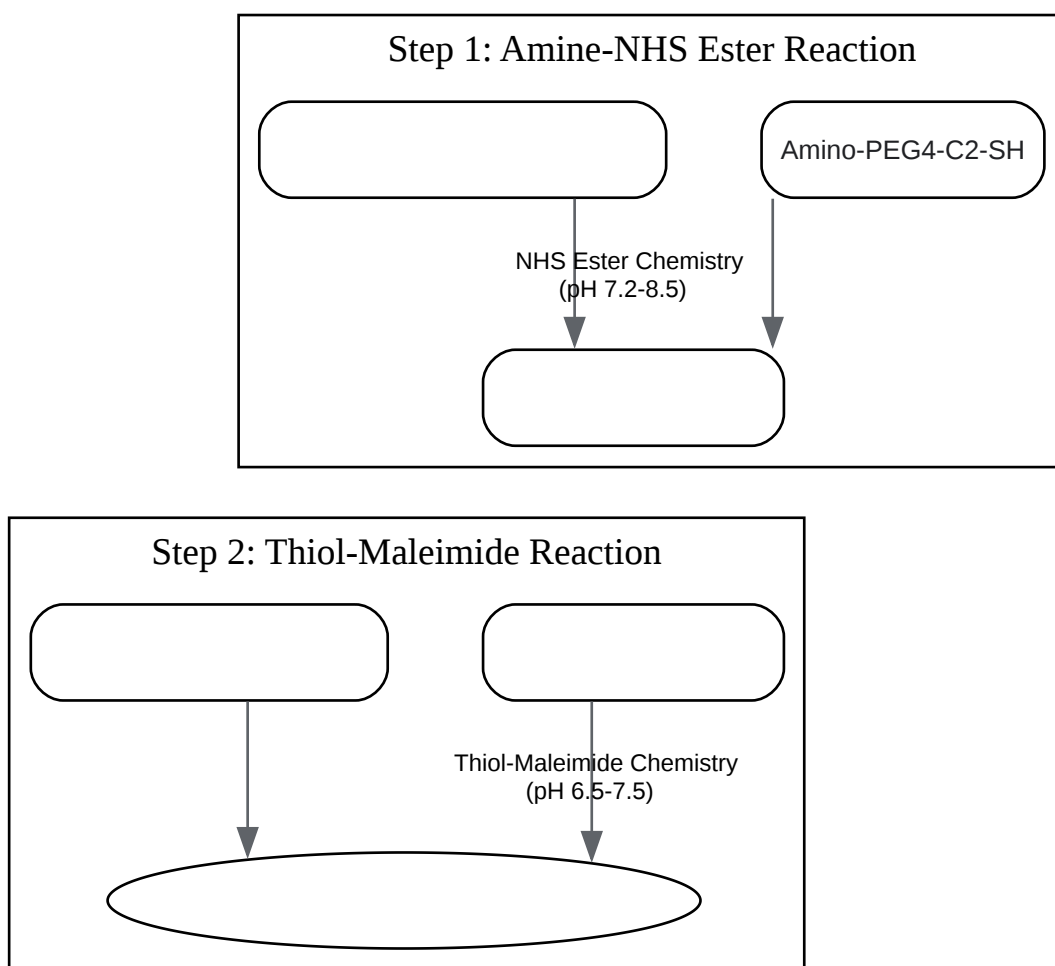 Step 1: Amine-NHS Ester Reaction
Amino-PEG4-C2-SH
NHS Ester Chemistry
(pH 7.2-8.5)
Step 2: Thiol-Maleimide Reaction
Thiol-Maleimide Chemistry
(pH 6.5-7.5)